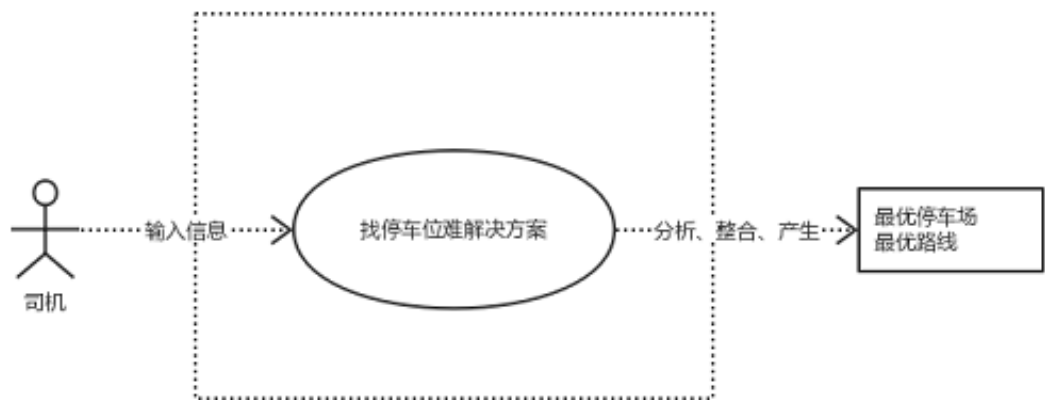 司机
输入信息
找停车位难解决方案
分析、整合、产生
最优停车场
最优路线